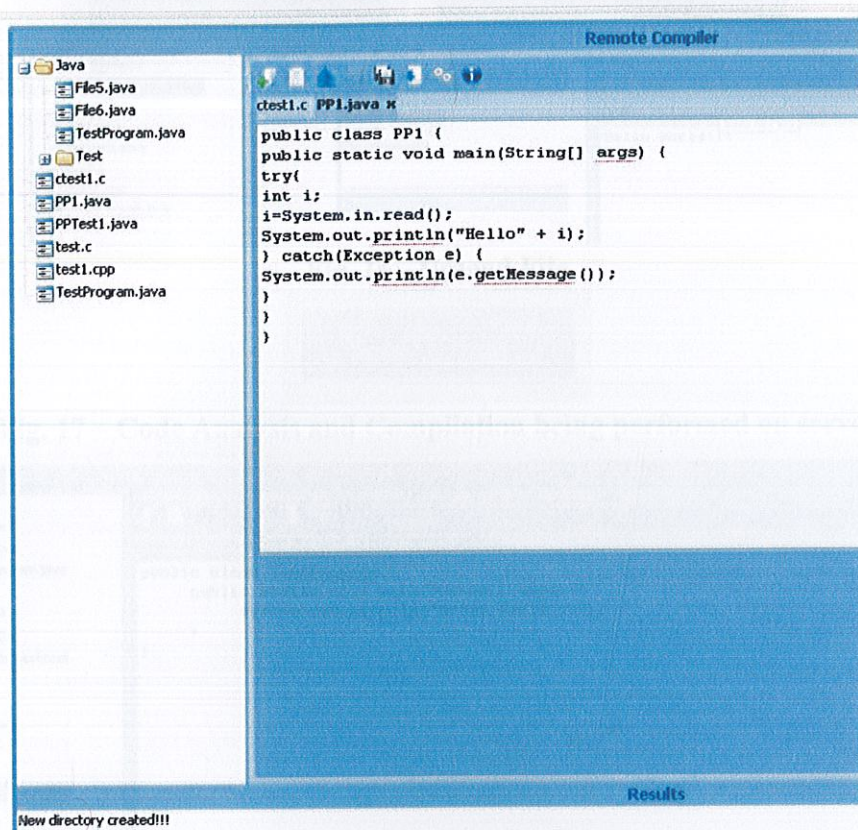 Remote Compiler
Java
File5.java
File6.java
TestProgram.java
Test
ctest1.c
PP1.java
PPTest1.java
test.c
test1.cpp
TestProgram.java
ctest1.c PP1.java x
public class PP1 {
public static void main(String[] args) {
try{
int i;
i=System.in.read();
System.out.println("Hello" + i);
} catch(Exception e) {
System.out.println(e.getMessage());
}
}
}
Results
New directory created!!!